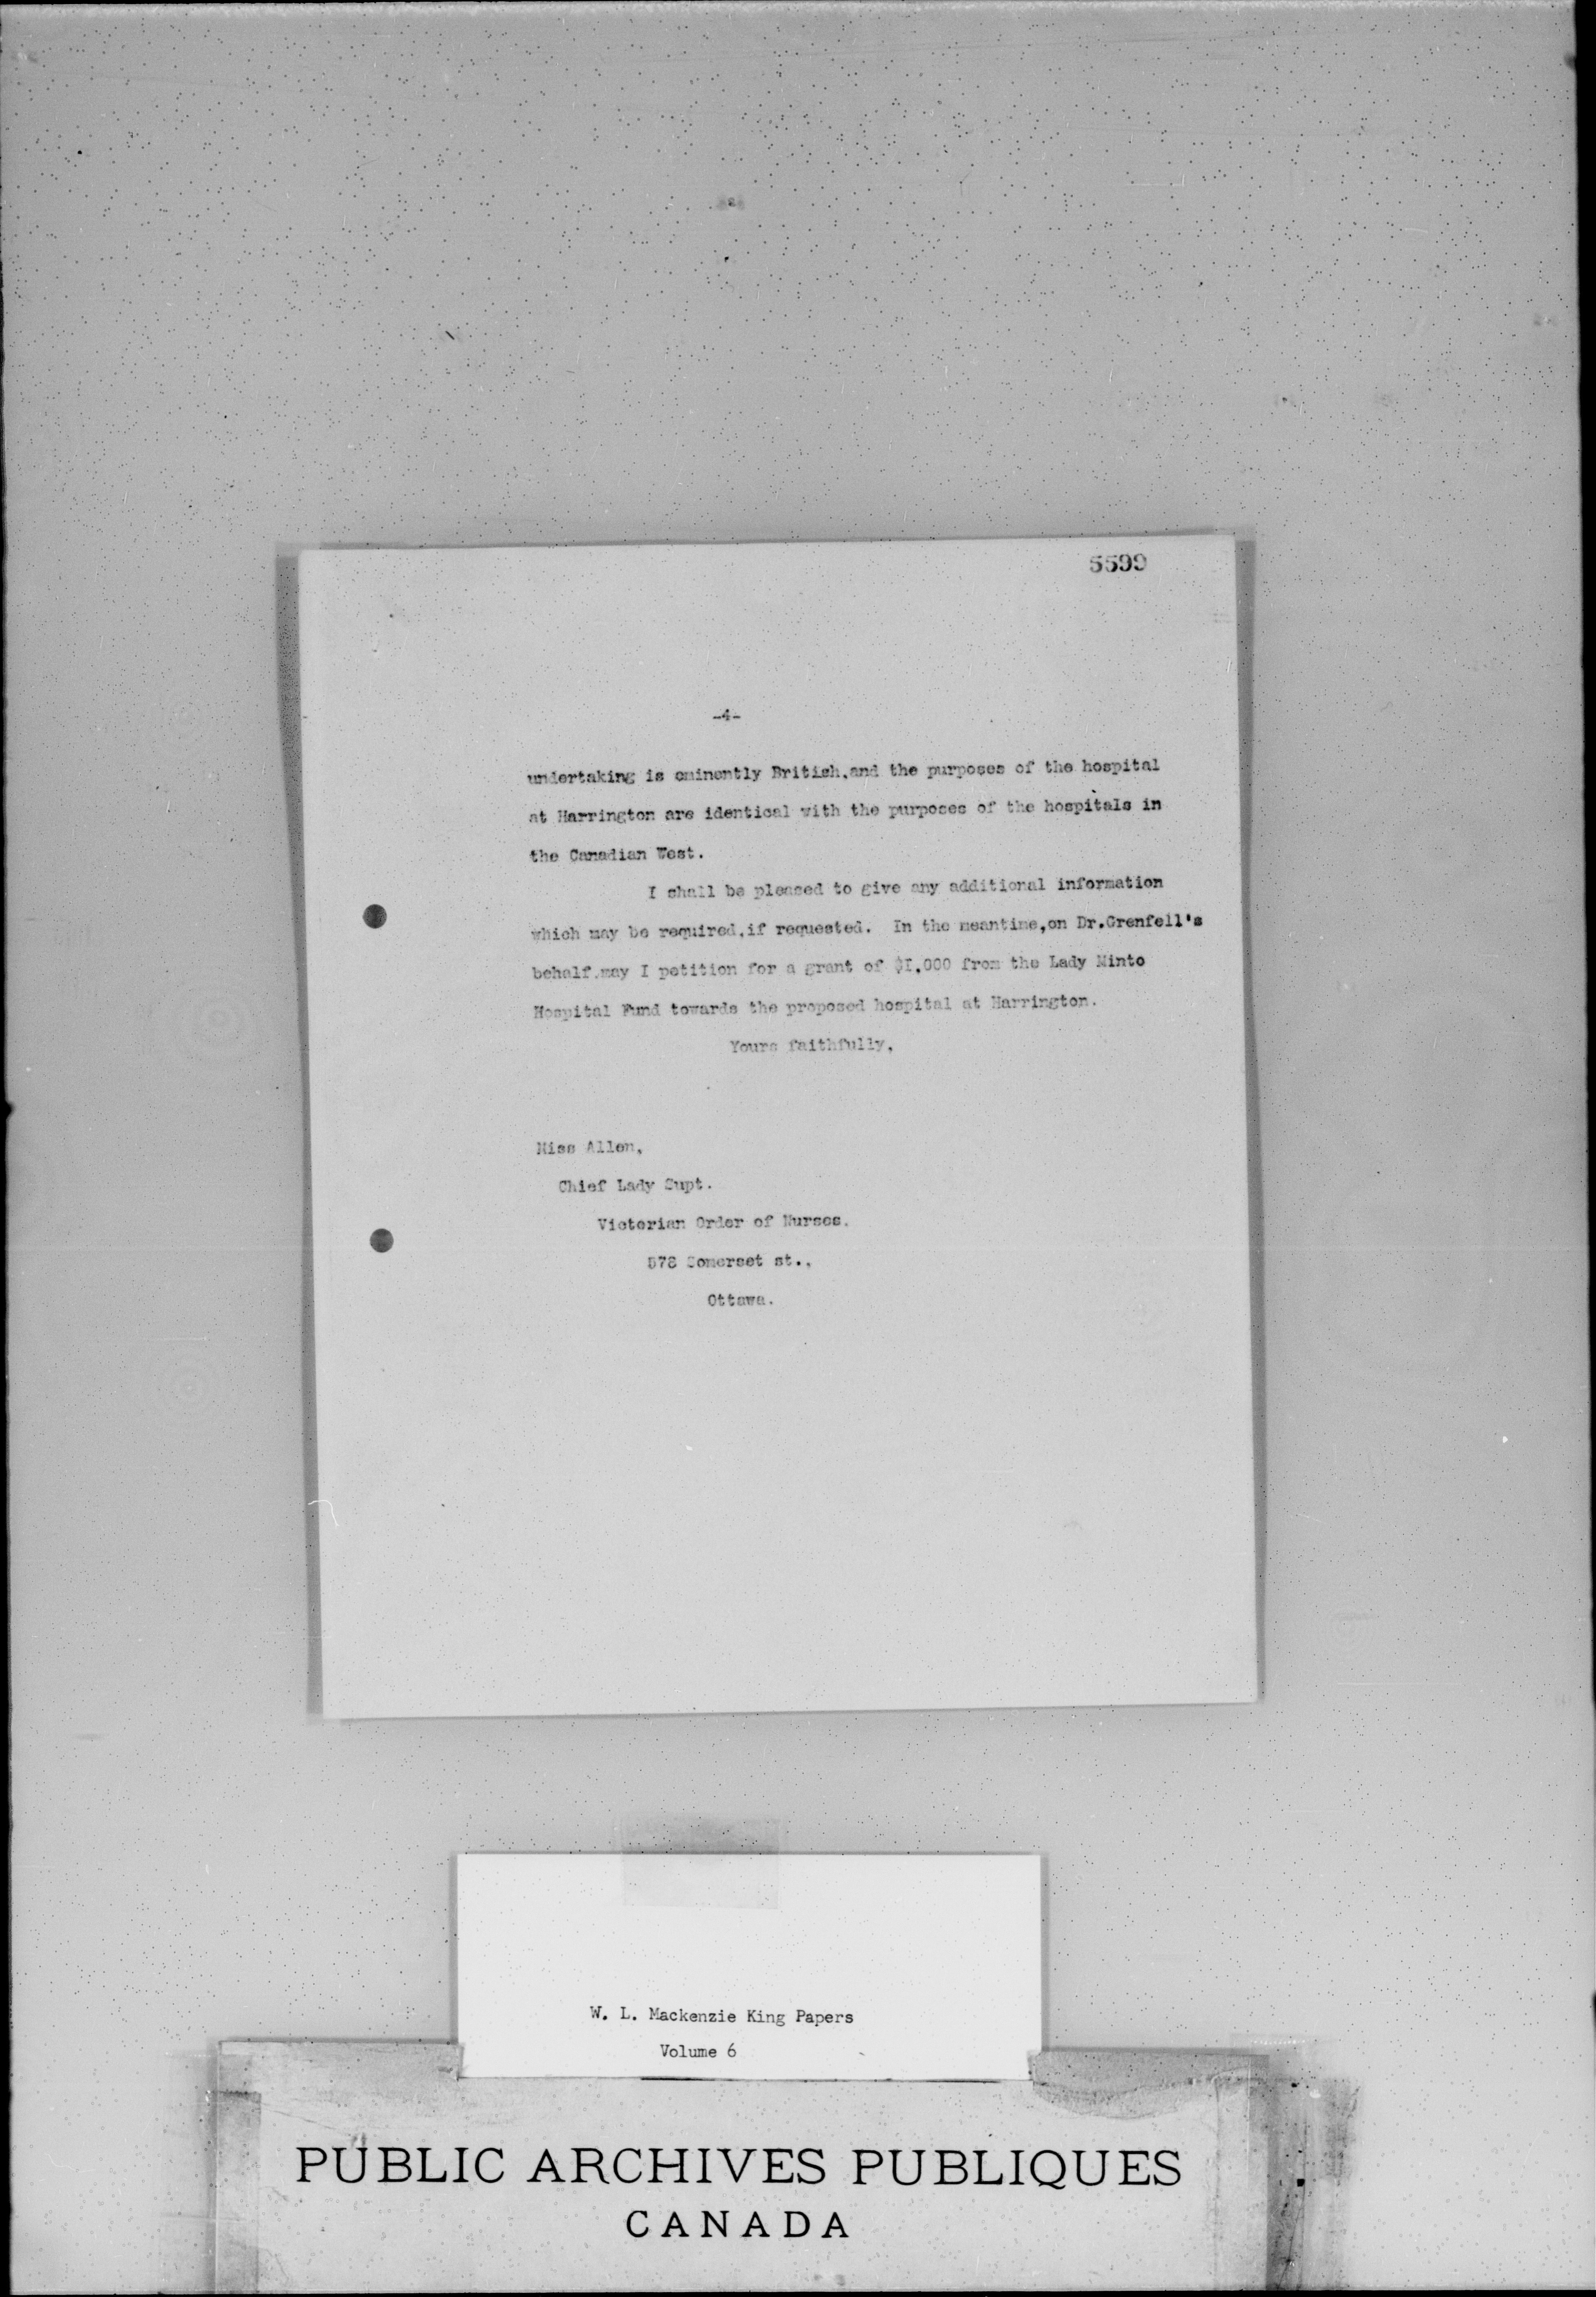 5599
-4-
undertaking is eminently British,and the purposes of the hospital
at Harrington are identical with the purposes of the hospitals in
the Canadian West.
I shall be pleased to give any additional information
which may be required,if requested. In the meantime,on Dr.Grenfell's
behalf,may I petition for a grant of $1,000 from the Lady Minto
Hospital Fund towards the proposed hospital at Harrington.
Yours faithfully,
Miss Allen,
Chief Lady Supt.
Victorian Order of Nurses,
578 Somerset st.,
Ottawa.
W. L. Mackenzie King Papers
Volume 6
PUBLIC ARCHIVES PUBLIQUES
CANADA